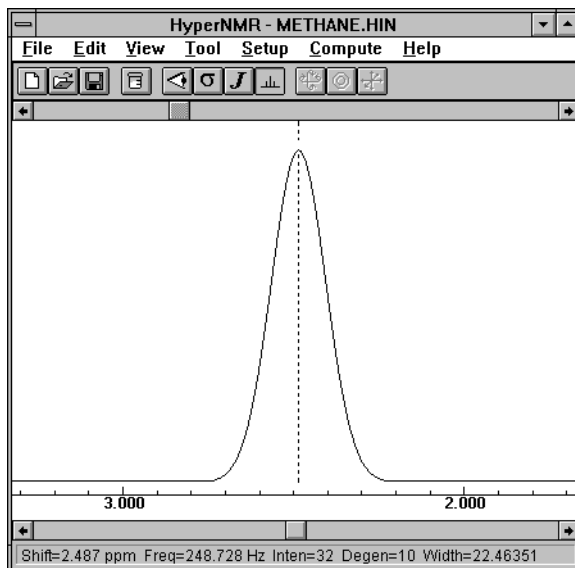 HyperNMR - METHANE.HIN
File Edit View Tool Setup Compute Help
σ J
3.000 2.000
Shift=2.487 ppm Freq=248.728 Hz Inten=32 Degen=10 Width=22.46351